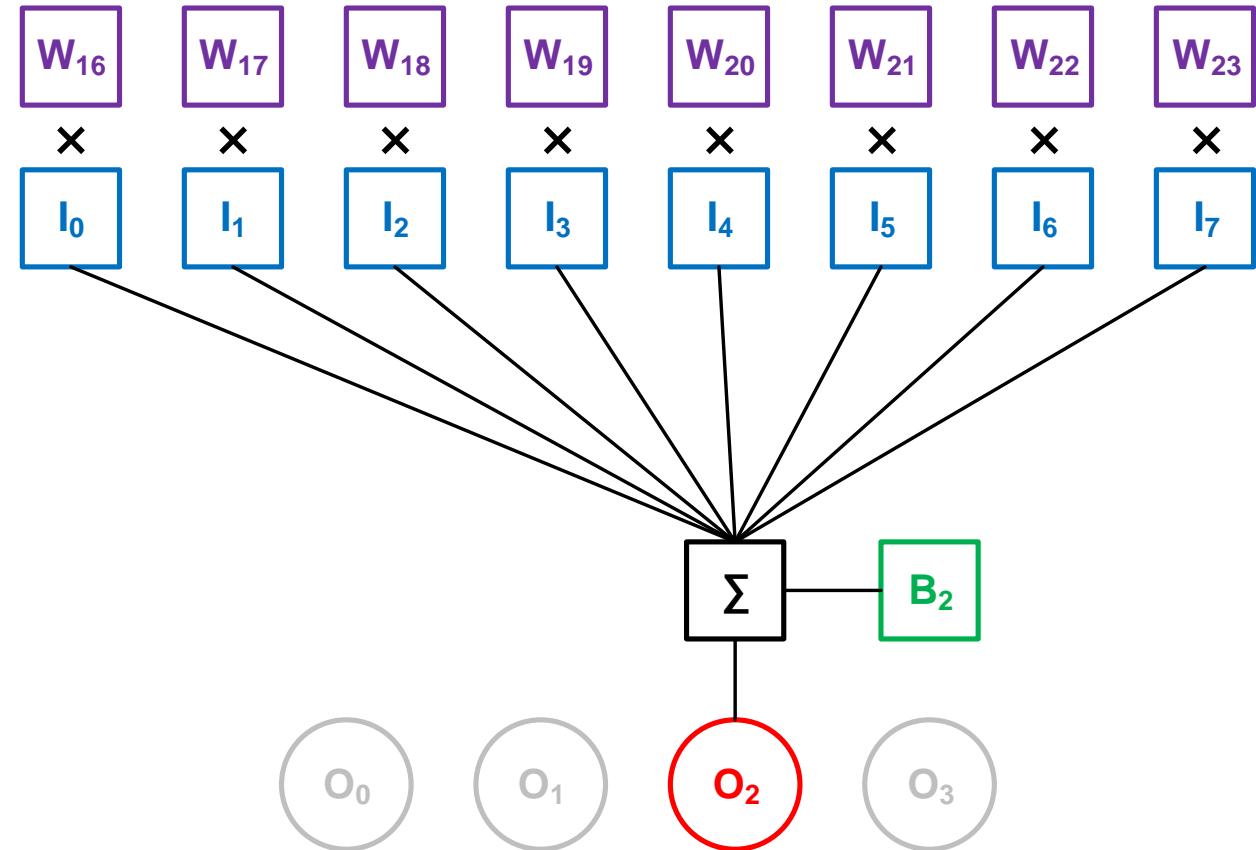 W₁₆ W₁₇ W₁₈ W₁₉ W₂₀ W₂₁ W₂₂ W₂₃
× × × × × × × ×
I₀ I₁ I₂ I₃ I₄ I₅ I₆ I₇
Σ B₂
O₀ O₁ O₂ O₃